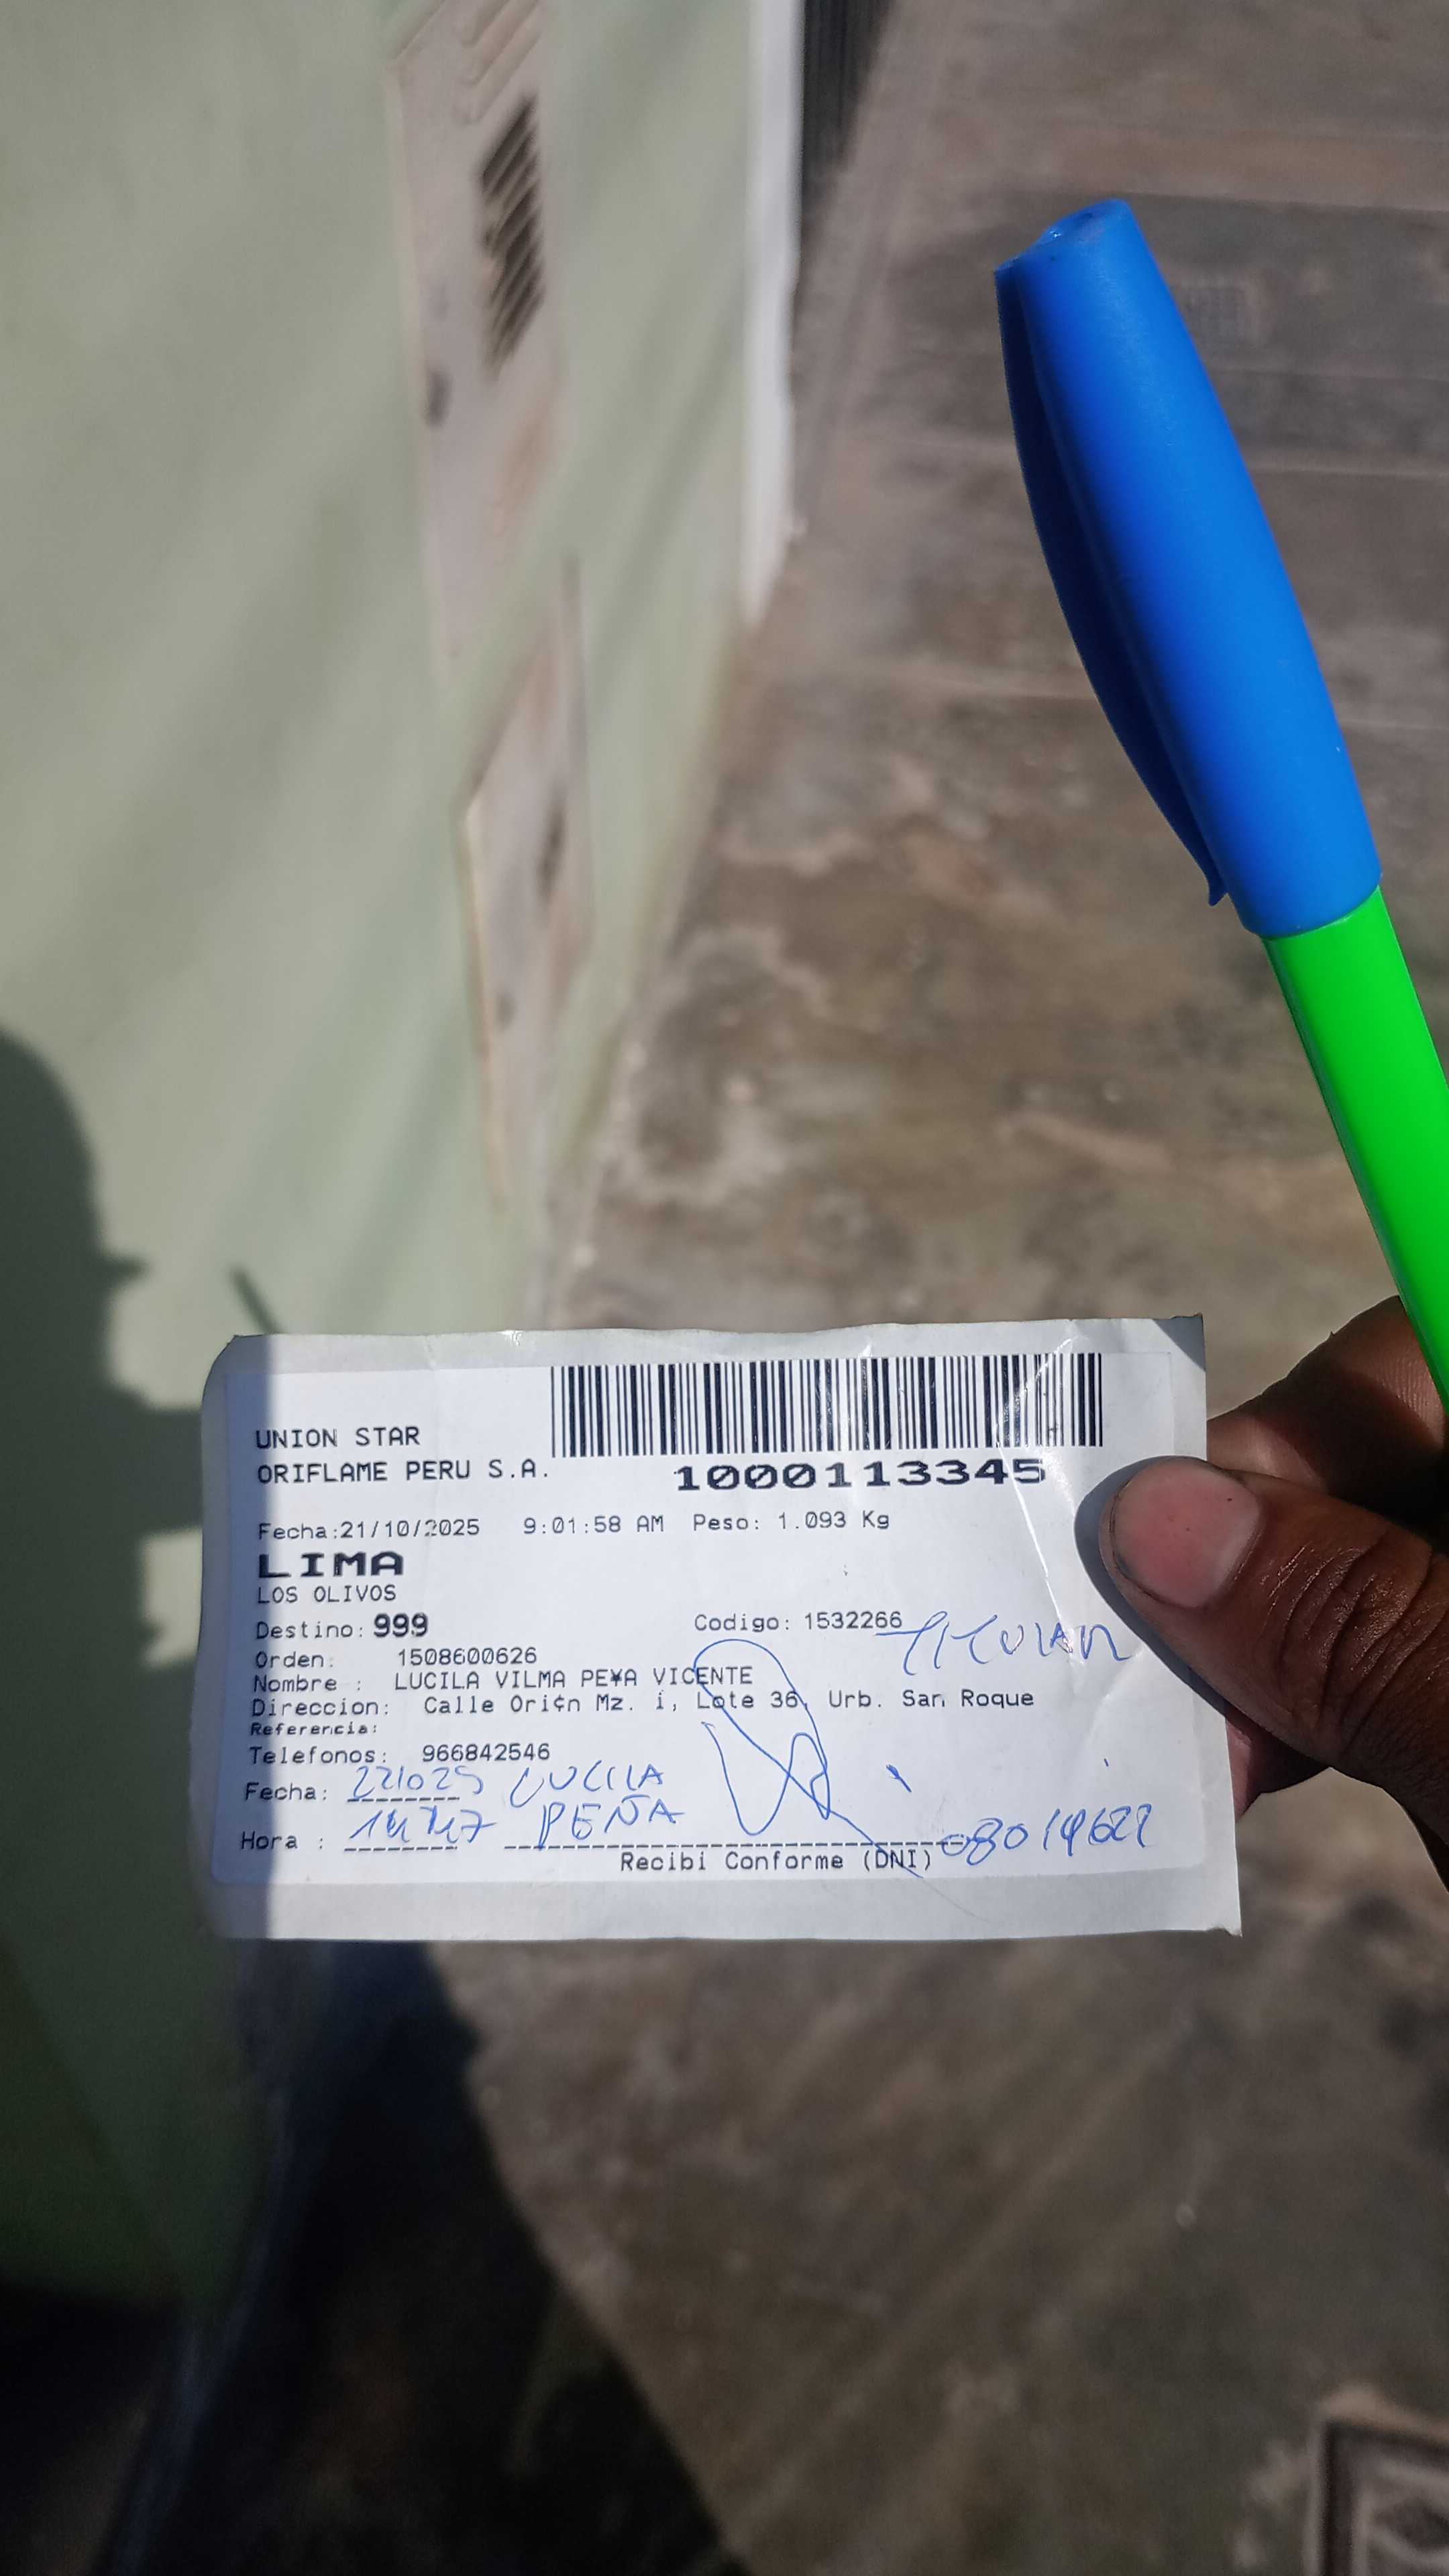 UNION STAR
ORIFLAME PERU S.A.
1000113345
Fecha:21/10/2025 9:01:58 AM Peso: 1.093 Kg
LIMA
LOS OLIVOS
Destino: 999 Codigo: 1532266 TITULAR
Orden: 1508600626
Nombre : LUCILA VILMA PE¥A VICENTE
Direccion: Calle Ori¢n Mz. i, Lote 36, Urb. San Roque
Referencia:
Telefonos: 966842546
Fecha: 221025 LUCILA
Hora : PEÑA
Recibi Conforme (DNI)